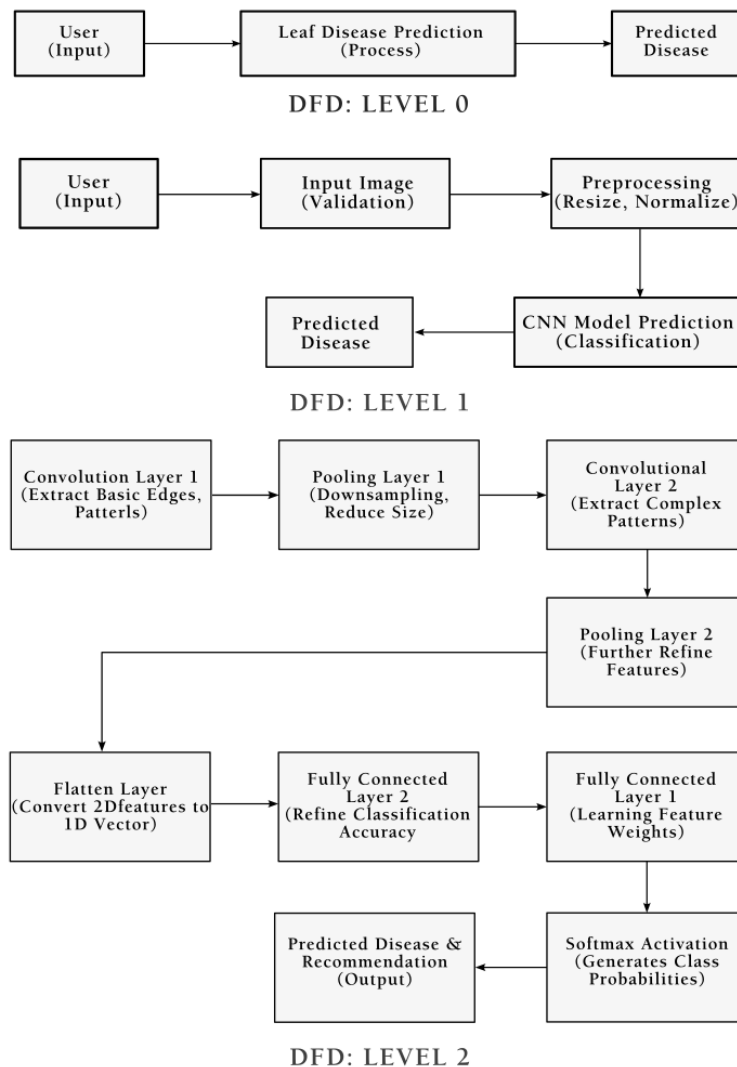 User
(Input)
Leaf Disease Prediction
(Process)
Predicted
Disease
DFD: LEVEL 0
User
(Input)
Input Image
(Validation)
Preprocessing
(Resize, Normalize)
CNN Model Prediction
(Classification)
Predicted
Disease
DFD: LEVEL 1
Convolution Layer 1
(Extract Basic Edges,
Patterls)
Pooling Layer 1
(Downsampling,
Reduce Size)
Convolutional
Layer 2
(Extract Complex
Patterns)
Pooling Layer 2
(Further Refine
Features)
Flatten Layer
(Convert 2Dfeatures to
1D Vector)
Fully Connected
Layer 2
(Refine Classification
Accuracy
Fully Connected
Layer 1
(Learning Feature
Weights)
Softmax Activation
(Generates Class
Probabilities)
Predicted Disease &
Recommendation
(Output)
DFD: LEVEL 2